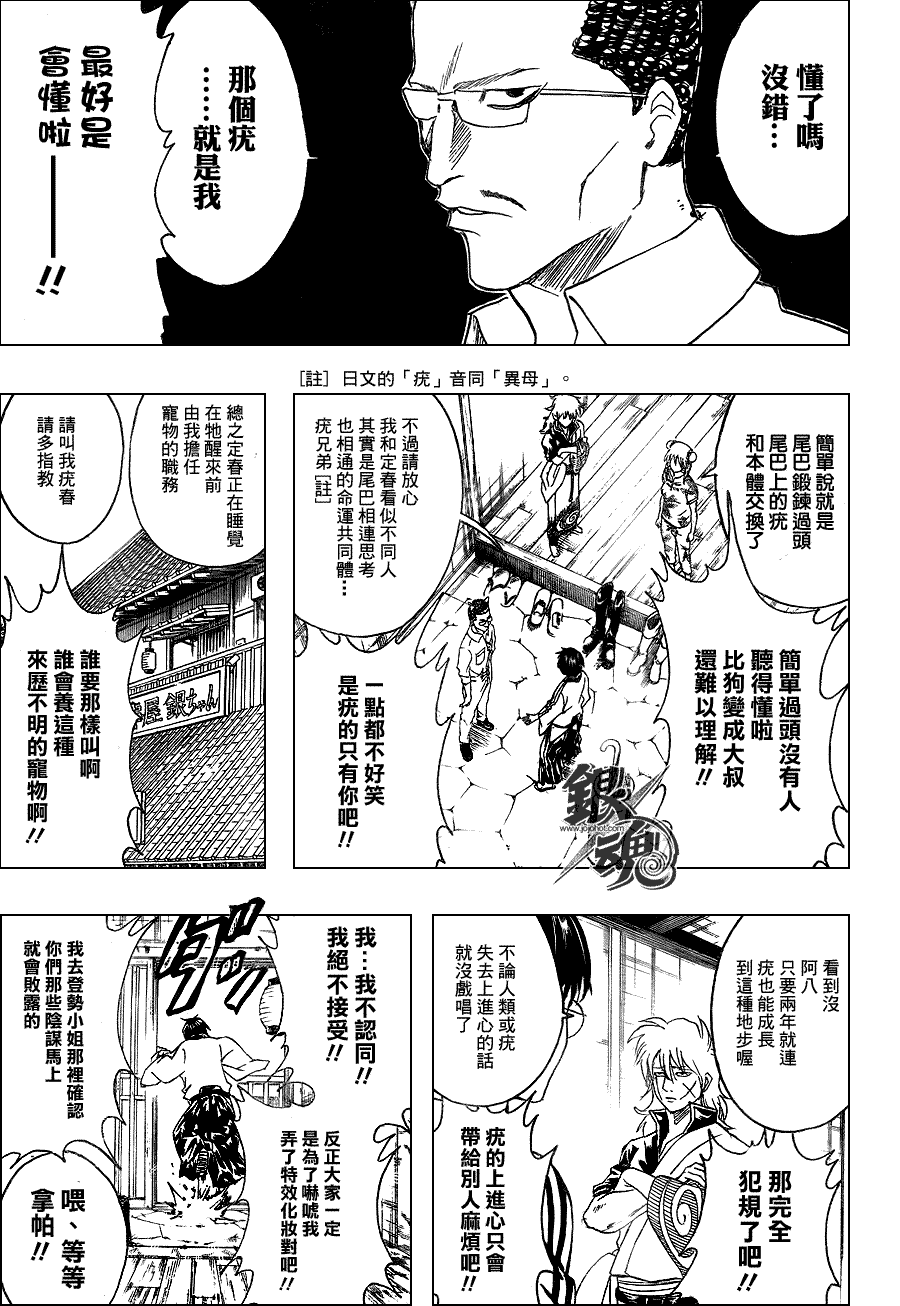 懂了嗎
沒錯…
那個疣
……就是我
最好是
會懂啦
——!!
[註] 日文的「疣」音同「異母」。
簡單說就是
尾巴鍛鍊過頭
尾巴上的疣
和本體交換了
簡單過頭沒有人
聽得懂啦
比狗變成大叔
還難以理解!!
不過請放心
我和定春看似不同人
其實是尾巴相連思考
也相通的命運共同體…
疣兄弟[註]
一點都不好笑
是疣的只有你吧!!
總之定春正在睡覺
在牠醒來前
由我擔任
寵物的職務
請叫我疣春
請多指教
屋 銀ちゃん
誰要那樣叫啊
誰會養這種
來歷不明的寵物啊!!
銀魂
www.jojohot.com
看到沒
阿八
只要兩年就連
疣也能成長
到這種地步喔
那完全
犯規了吧!!
不論人類或疣
失去上進心的話
就沒戲唱了
疣的上進心只會
帶給別人麻煩吧!!
我…我不認同
我絕不接受!!
反正大家一定
是為了嚇唬我
弄了特效化妝對吧!!
我去登勢小姐那裡確認
你們那些陰謀馬上
就會敗露的
喂、等等
拿帕!!